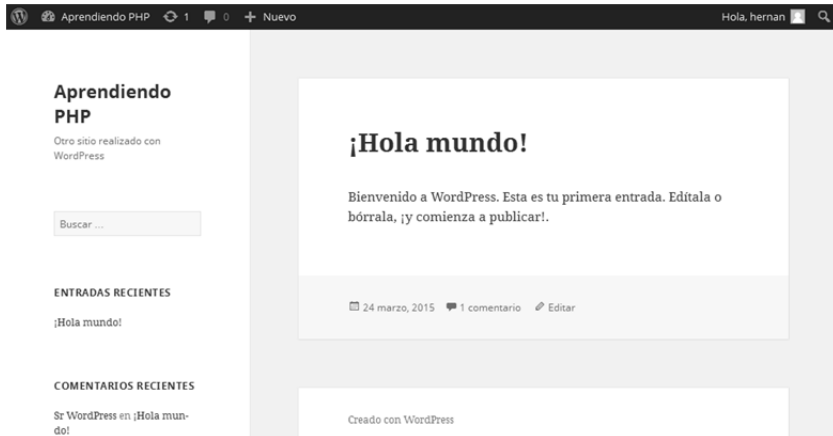 Aprendiendo PHP 1 0 + Nuevo Hola, hernan
Aprendiendo
PHP
Otro sitio realizado con
WordPress
Buscar ...
ENTRADAS RECIENTES
¡Hola mundo!
COMENTARIOS RECIENTES
Sr WordPress en ¡Hola mun-
do!
¡Hola mundo!
Bienvenido a WordPress. Esta es tu primera entrada. Edítala o
bórrala, ¡y comienza a publicar!.
24 marzo, 2015 1 comentario Editar
Creado con WordPress